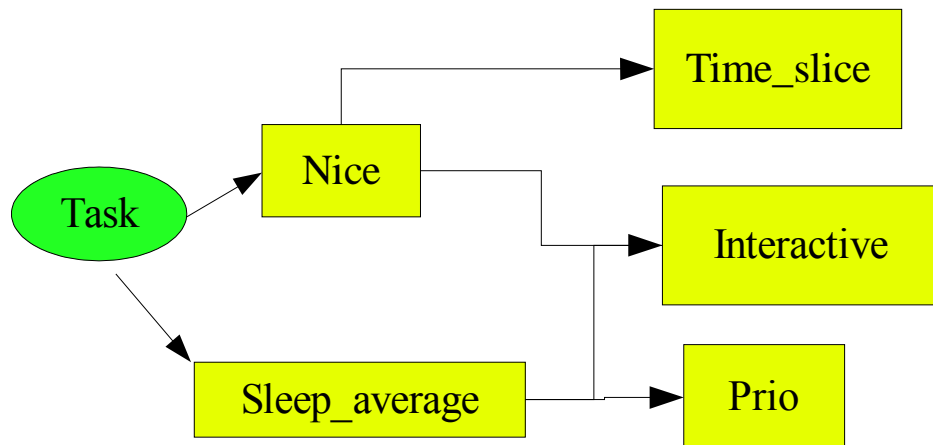 Time_slice
Nice
Task
Interactive
Sleep_average
Prio